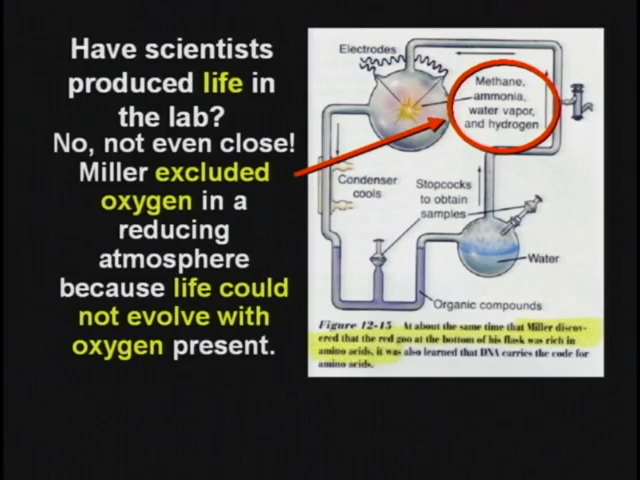 Have scientists
produced life in
the lab?
No, not even close!
Miller excluded
oxygen in a
reducing
atmosphere
because life could
not evolve with
oxygen present.
Electrodes
Methane,
ammonia,
water vapor,
and hydrogen
Condenser
cools
Stopcocks
to obtain
samples
Water
Organic compounds
Figure 12-15 At about the same time that Miller discov-
ered that the red goo at the bottom of his flask was rich in
amino acids, it was also learned that DNA carries the code for
amino acids.